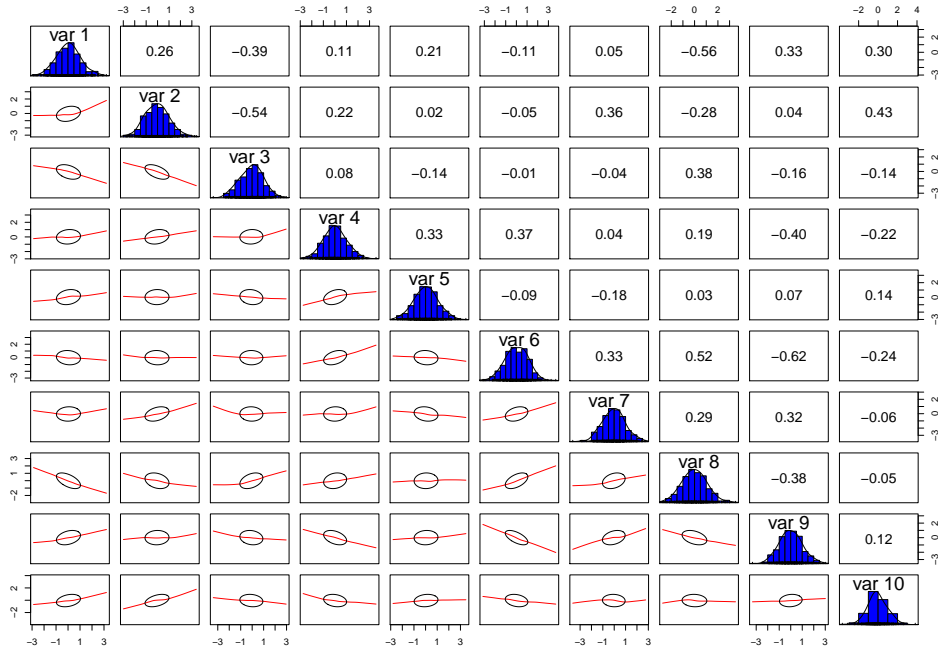 −3 −1 1 3 −3 −1 1 3 −3 −1 1 3 −2 0 2 −2 0 2 4
var 1 0.26 −0.39 0.11 0.21 −0.11 0.05 −0.56 0.33 0.30 −3 0 2
−3 0 2 var 2 −0.54 0.22 0.02 −0.05 0.36 −0.28 0.04 0.43
var 3 0.08 −0.14 −0.01 −0.04 0.38 −0.16 −0.14 −3 0 2
−3 0 2 var 4 0.33 0.37 0.04 0.19 −0.40 −0.22
var 5 −0.09 −0.18 0.03 0.07 0.14 −3 0 2
−3 0 2 var 6 0.33 0.52 −0.62 −0.24
var 7 0.29 0.32 −0.06 −3 0 2
−2 1 3 var 8 −0.38 −0.05
var 9 0.12 −3 0 2
−2 2 var 10
−3 −1 1 3 −3 −1 1 3 −3 −1 1 3 −3 −1 1 3 −3 −1 1 3